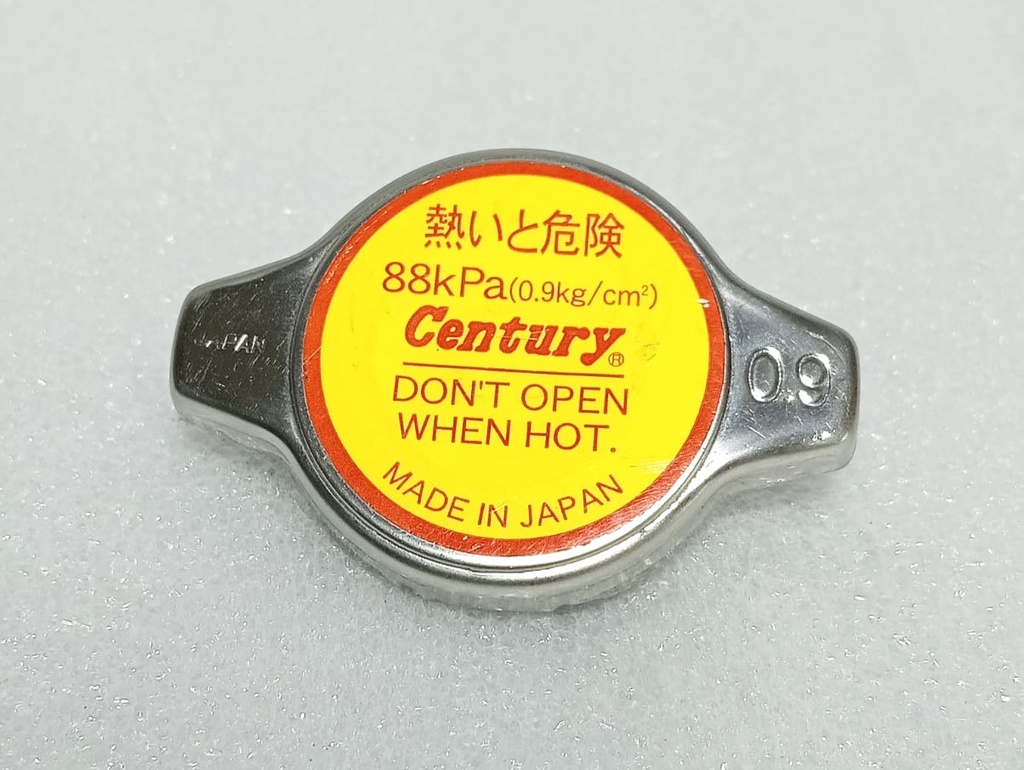 熱いと危険
88kPa(0.9kg/cm²)
Century®
DON'T OPEN
WHEN HOT.
MADE IN JAPAN
JAPAN
0.9